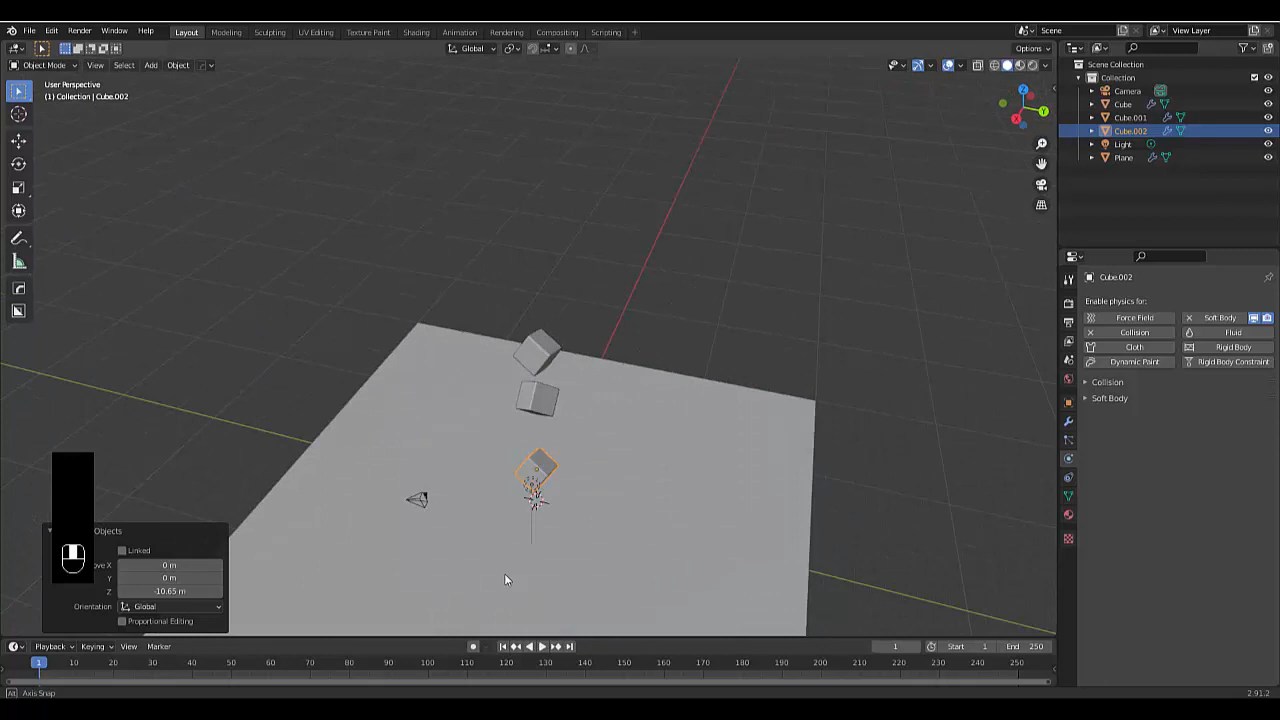 File Edit Render Window Help Layout Modeling Sculpting UV Editing Texture Paint Shading Animation Rendering Compositing Scripting + Scene View Layer
Global Options
Object Mode View Select Add Object
User Perspective
(1) Collection | Cube.002
Z
Y
X
Scene Collection
Collection
Camera
Cube
Cube.001
Cube.002
Light
Plane
Cube.002
Enable physics for:
Force Field Soft Body
Collision Fluid
Cloth Rigid Body
Dynamic Paint Rigid Body Constraint
Collision
Soft Body
Objects
Linked
ove X 0 m
Y 0 m
Z -10.65 m
Orientation Global
Proportional Editing
Playback Keying View Marker 1 Start 1 End 250
1 10 20 30 40 50 60 70 80 90 100 110 120 130 140 150 160 170 180 190 200 210 220 230 240 250
Alt Axis Snap 2.91.2